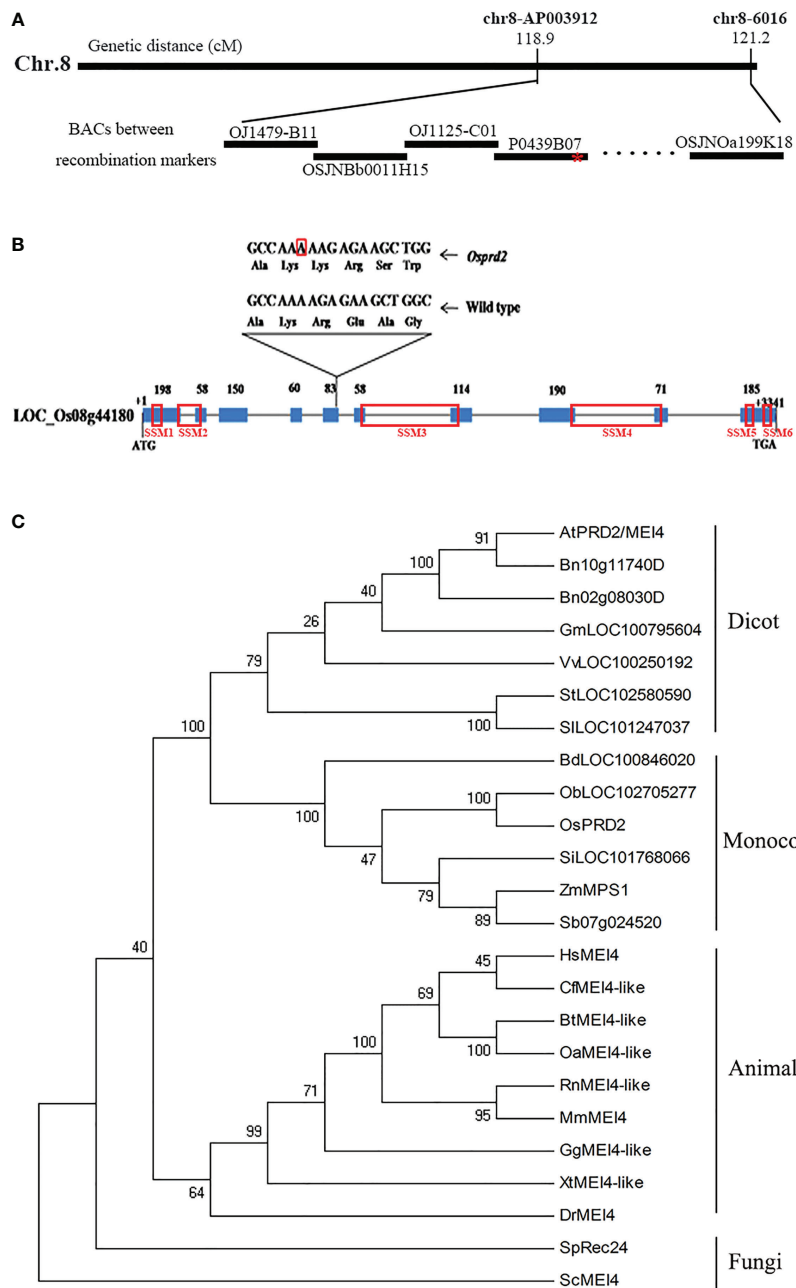 A
chr8-AP003912 chr8-6016
Genetic distance (cM) 118.9 121.2
Chr.8
BACs between OJ1479-B11 OJ1125-C01 P0439B07 OSJNOa199K18
recombination markers * . . . . . .
OSJNBb0011H15
B
GCC AAA AAG AGA AGC TGG ← Osprd2
Ala Lys Lys Arg Ser Trp
GCC AAA AGA GAA GCT GGC ← Wild type
Ala Lys Arg Glu Ala Gly
+1 198 58 150 60 83 58 114 190 71 185 +3341
LOC_Os08g44180
SSM1 SSM2 SSM3 SSM4 SSM5 SSM6
ATG TGA
C
91 AtPRD2/MEI4
100 Bn10g11740D
40 Bn02g08030D
26 GmLOC100795604 Dicot
79 VvLOC100250192
StLOC102580590
100 100 SlLOC101247037
BdLOC100846020
100 100 ObLOC102705277
OsPRD2 Monoco
47 SiLOC101768066
79 ZmMPS1
89 Sb07g024520
40 45 HsMEI4
69 CfMEI4-like
BtMEI4-like
100 100 OaMEI4-like
71 RnMEI4-like Animal
95 MmMEI4
99 GgMEI4-like
64 XtMEI4-like
DrMEI4
SpRec24 Fungi
ScMEI4